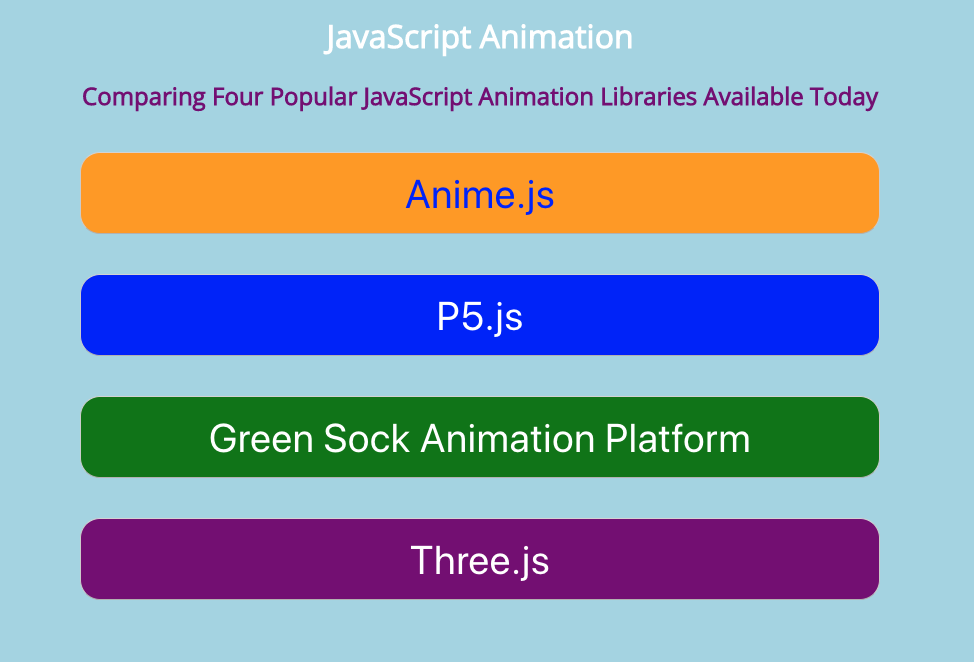 JavaScript Animation
Comparing Four Popular JavaScript Animation Libraries Available Today
Anime.js
P5.js
Green Sock Animation Platform
Three.js